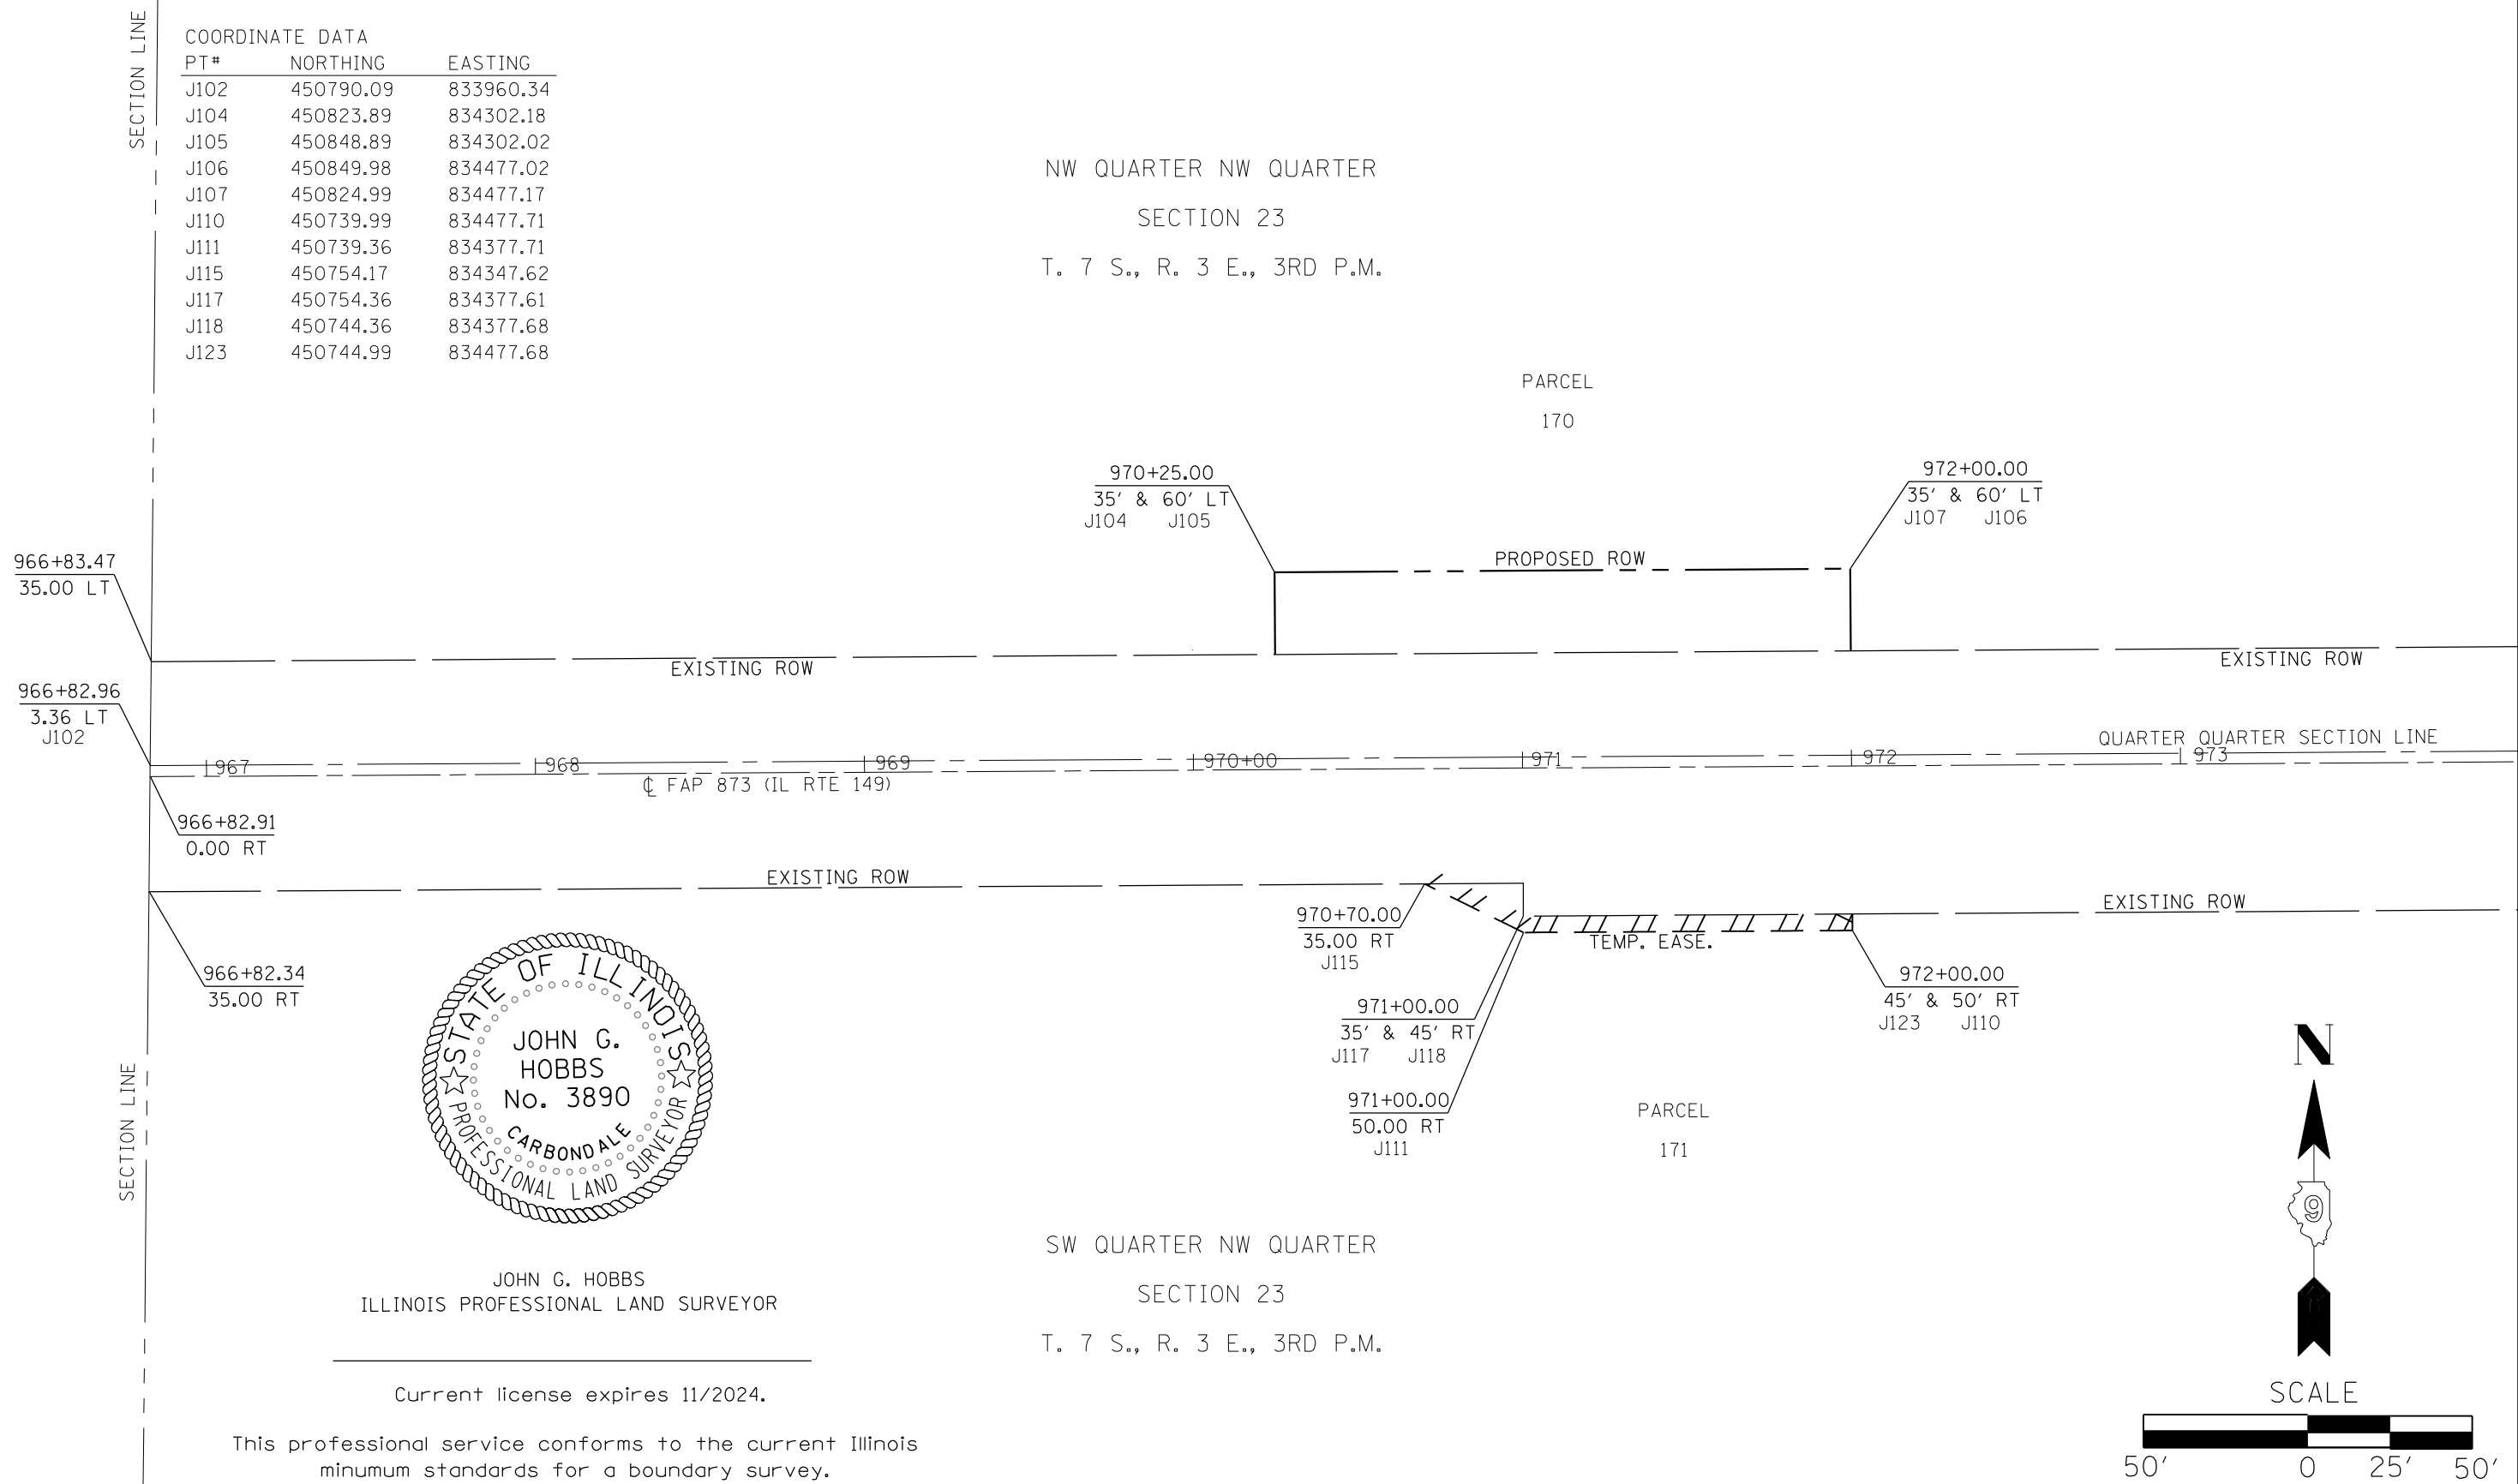 SECTION LINE
COORDINATE DATA
PT# NORTHING EASTING
J102 450790.09 833960.34
J104 450823.89 834302.18
J105 450848.89 834302.02
J106 450849.98 834477.02
J107 450824.99 834477.17
J110 450739.99 834477.71
J111 450739.36 834377.71
J115 450754.17 834347.62
J117 450754.36 834377.61
J118 450744.36 834377.68
J123 450744.99 834477.68
NW QUARTER NW QUARTER
SECTION 23
T. 7 S., R. 3 E., 3RD P.M.
PARCEL
170
970+25.00
35' & 60' LT
J104 J105
972+00.00
35' & 60' LT
J107 J106
PROPOSED ROW
966+83.47
35.00 LT
EXISTING ROW
EXISTING ROW
966+82.96
3.36 LT
J102
QUARTER QUARTER SECTION LINE
967 968 969 970+00 971 972 973
℄ FAP 873 (IL RTE 149)
966+82.91
0.00 RT
EXISTING ROW
EXISTING ROW
970+70.00
35.00 RT
J115
TEMP. EASE.
966+82.34
35.00 RT
971+00.00
35' & 45' RT
J117 J118
972+00.00
45' & 50' RT
J123 J110
971+00.00
50.00 RT
J111
PARCEL
171
STATE OF ILLINOIS
JOHN G.
HOBBS
No. 3890
CARBONDALE
PROFESSIONAL LAND SURVEYOR
SECTION LINE
N
9
SW QUARTER NW QUARTER
SECTION 23
T. 7 S., R. 3 E., 3RD P.M.
JOHN G. HOBBS
ILLINOIS PROFESSIONAL LAND SURVEYOR
Current license expires 11/2024.
This professional service conforms to the current Illinois
minumum standards for a boundary survey.
SCALE
50' 0 25' 50'